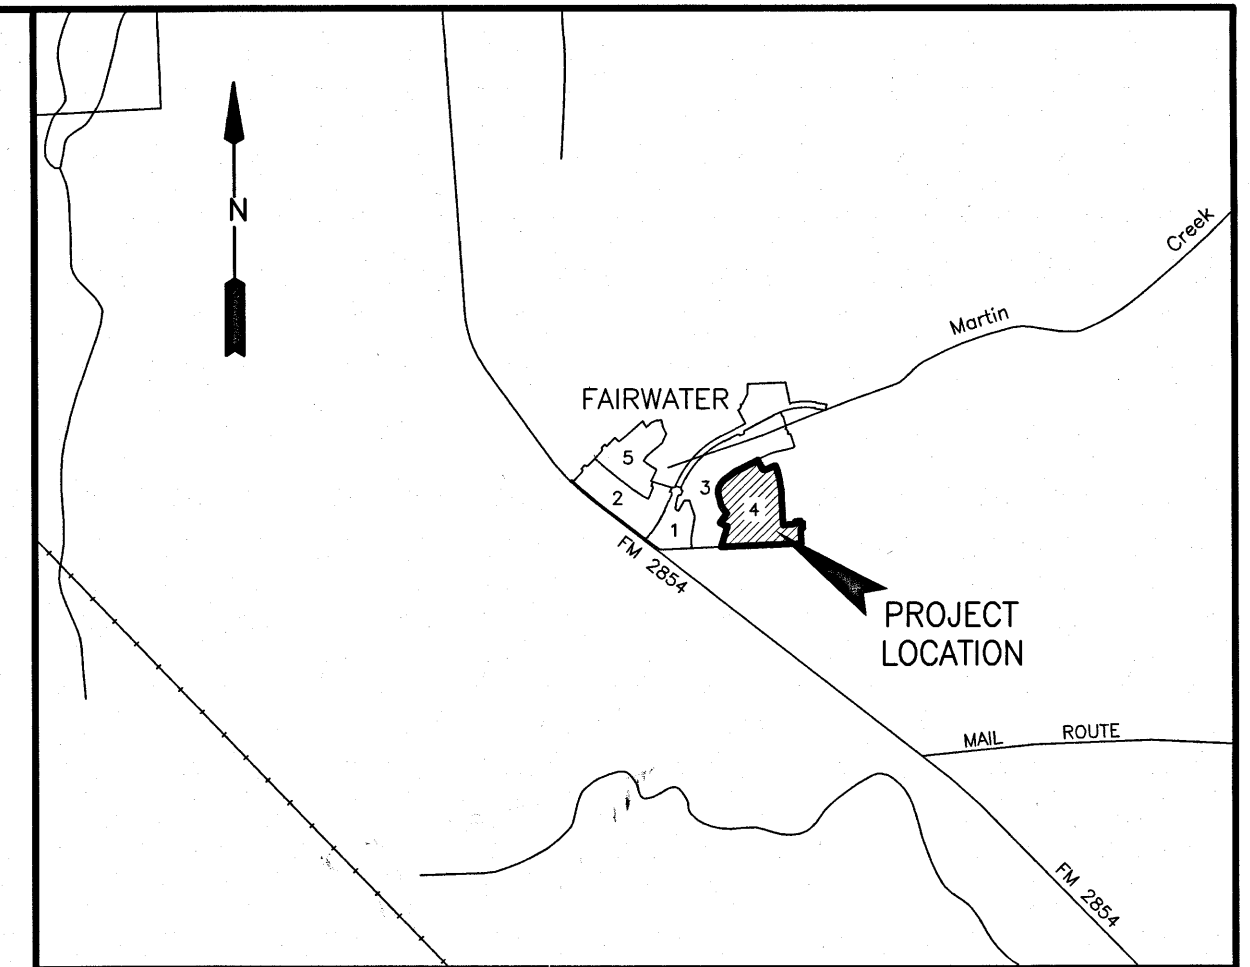 N
Creek
Martin
FAIRWATER
5
2
3
4
1
FM 2854
PROJECT
LOCATION
MAIL ROUTE
FM 2854